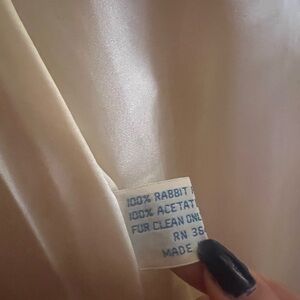 100% RABBIT
100% ACETAT
FUR CLEAN ONL
RN 36
MADE